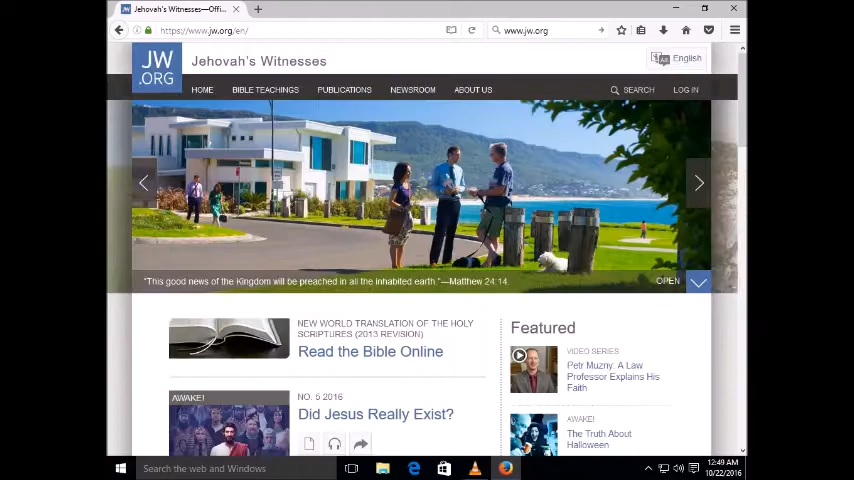 Jehovah's Witnesses—Offi...
https://www.jw.org/en/
www.jw.org
JW
.ORG
Jehovah's Witnesses
English
HOME
BIBLE TEACHINGS
PUBLICATIONS
NEWSROOM
ABOUT US
SEARCH
LOG IN
"This good news of the Kingdom will be preached in all the inhabited earth."—Matthew 24:14.
OPEN
NEW WORLD TRANSLATION OF THE HOLY
SCRIPTURES (2013 REVISION)
Read the Bible Online
AWAKE!
NO. 5 2016
Did Jesus Really Exist?
Featured
VIDEO SERIES
Petr Muzny: A Law
Professor Explains His
Faith
AWAKE!
The Truth About
Halloween
Search the web and Windows
12:49 AM
10/22/2016